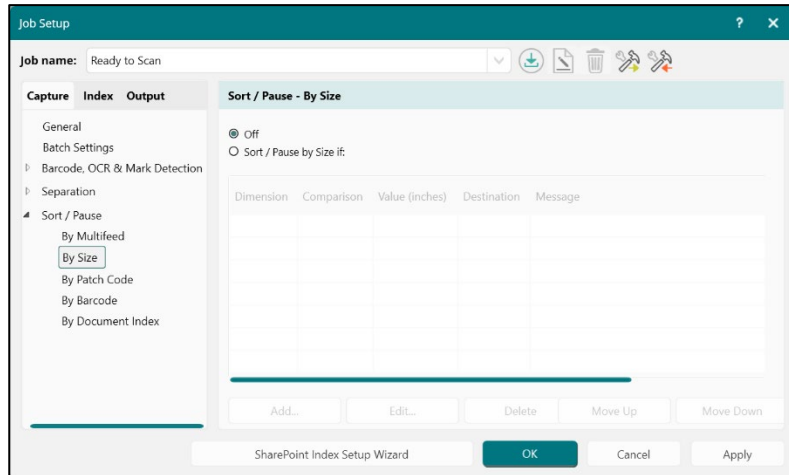 Job Setup ? ×
Job name: Ready to Scan
Capture Index Output
General
Batch Settings
Barcode, OCR & Mark Detection
Separation
Sort / Pause
By Multifeed
By Size
By Patch Code
By Barcode
By Document Index
Sort / Pause - By Size
Off
Sort / Pause by Size if:
Dimension Comparison Value (inches) Destination Message
Add... Edit... Delete Move Up Move Down
SharePoint Index Setup Wizard OK Cancel Apply